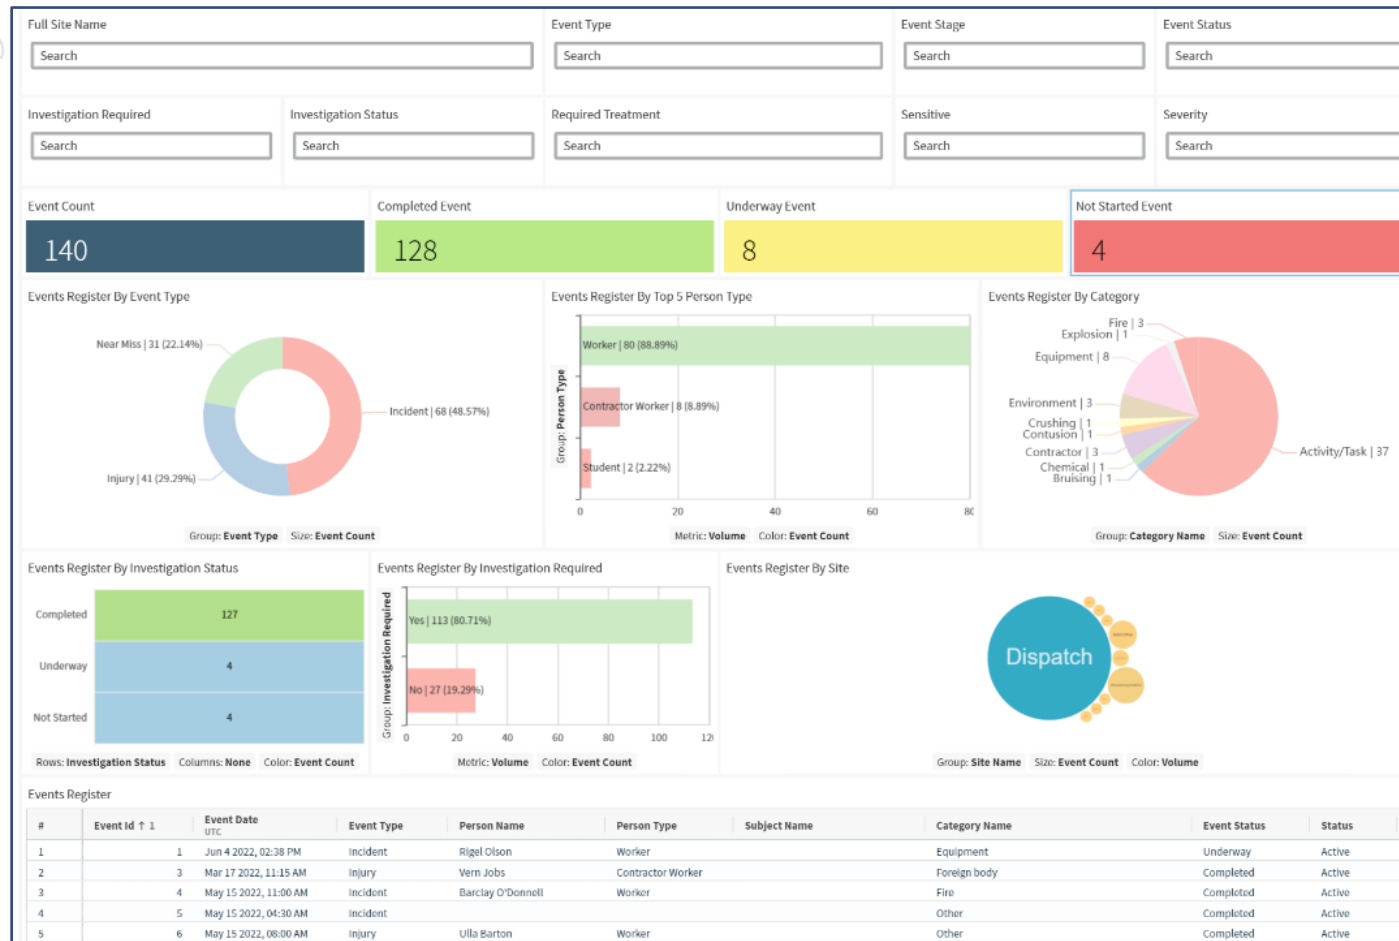 Full Site Name
Event Type
Event Stage
Event Status
Search
Search
Search
Search
Investigation Required
Investigation Status
Required Treatment
Sensitive
Severity
Search
Search
Search
Search
Search
Event Count
Completed Event
Underway Event
Not Started Event
140
128
8
4
Events Register By Event Type
Near Miss | 31 (22.14%)
Incident | 68 (48.57%)
Injury | 41 (29.29%)
Group: Event Type Size: Event Count
Events Register By Top 5 Person Type
Group: Person Type
Worker | 80 (88.89%)
Contractor Worker | 8 (8.89%)
Student | 2 (2.22%)
0 20 40 60 80
Metric: Volume Color: Event Count
Events Register By Category
Fire | 3
Explosion | 1
Equipment | 8
Environment | 3
Crushing | 1
Contusion | 1
Contractor | 3
Chemical | 1
Bruising | 1
Activity/Task | 37
Group: Category Name Size: Event Count
Events Register By Investigation Status
Completed 127
Underway 4
Not Started 4
Rows: Investigation Status Columns: None Color: Event Count
Events Register By Investigation Required
Group: Investigation Required
Yes | 113 (80.71%)
No | 27 (19.29%)
0 20 40 60 80 100 12
Metric: Volume Color: Event Count
Events Register By Site
Dispatch
Group: Site Name Size: Event Count Color: Volume
Events Register
# Event Id ↑ 1 Event Date UTC Event Type Person Name Person Type Subject Name Category Name Event Status Status
1 1 Jun 4 2022, 02:38 PM Incident Rigel Olson Worker Equipment Underway Active
2 3 Mar 17 2022, 11:15 AM Injury Vern Jobs Contractor Worker Foreign body Completed Active
3 4 May 15 2022, 11:00 AM Incident Barclay O'Donnell Worker Fire Completed Active
4 5 May 15 2022, 04:30 AM Incident Other Completed Active
5 6 May 15 2022, 08:00 AM Injury Ulla Barton Worker Other Completed Active